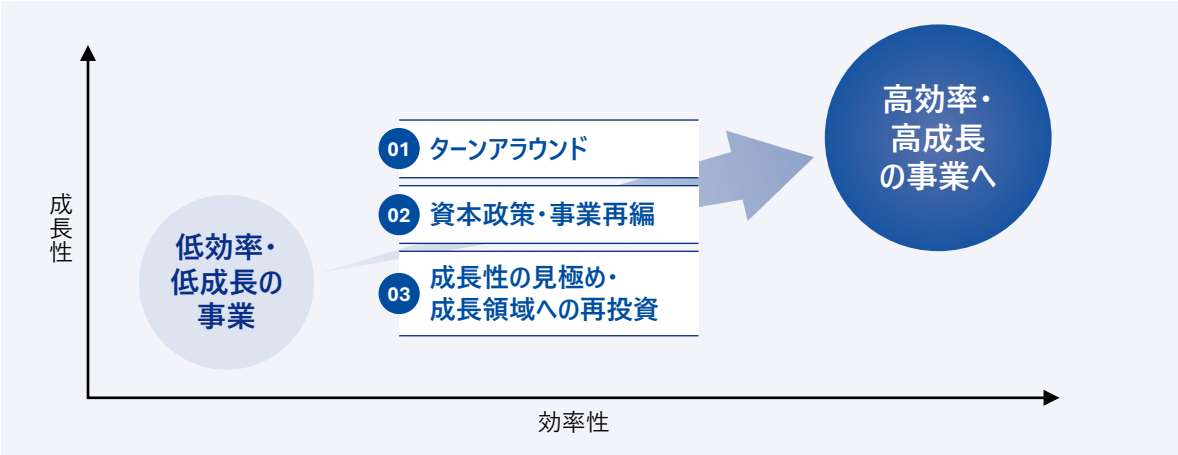 成長性
低効率・
低成長の
事業
01 ターンアラウンド
02 資本政策・事業再編
03 成長性の見極め・
成長領域への再投資
高効率・
高成長
の事業へ
効率性